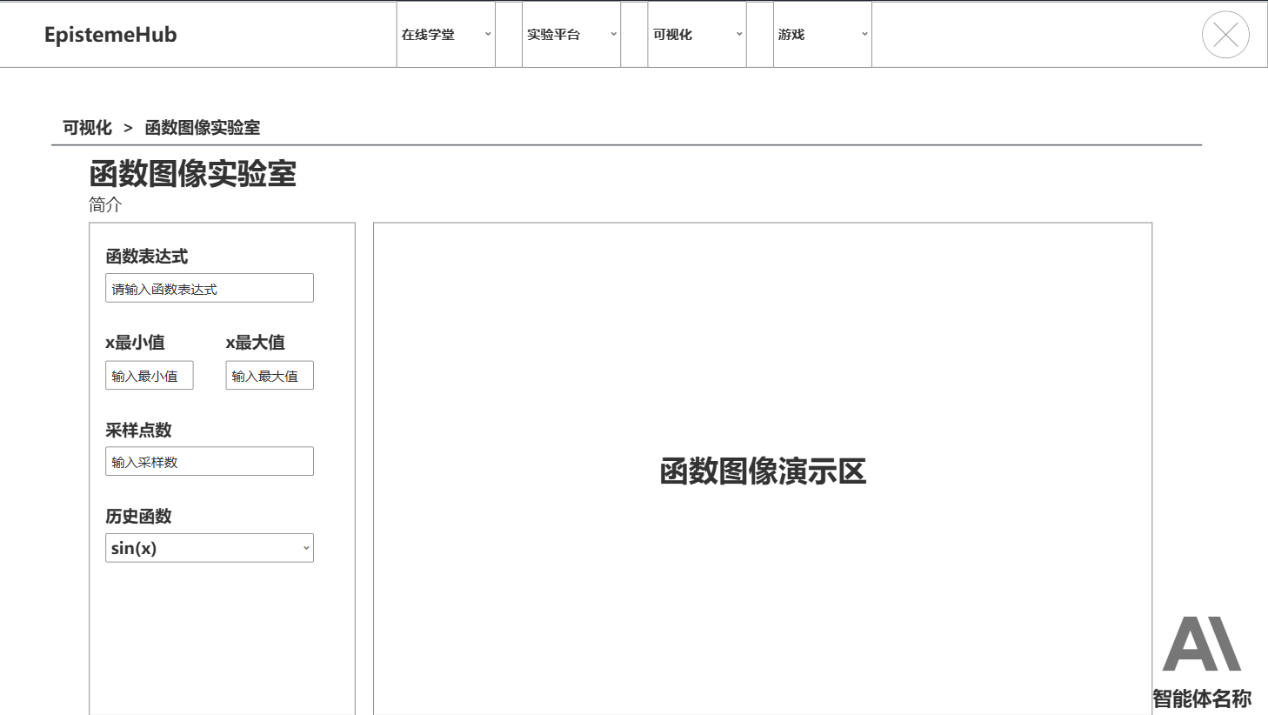 EpistemeHub 在线学堂 实验平台 可视化 游戏
可视化 > 函数图像实验室
函数图像实验室
简介
函数表达式
请输入函数表达式
x最小值 x最大值
输入最小值 输入最大值
采样点数
输入采样数
历史函数
sin(x)
函数图像演示区
AI
智能体名称